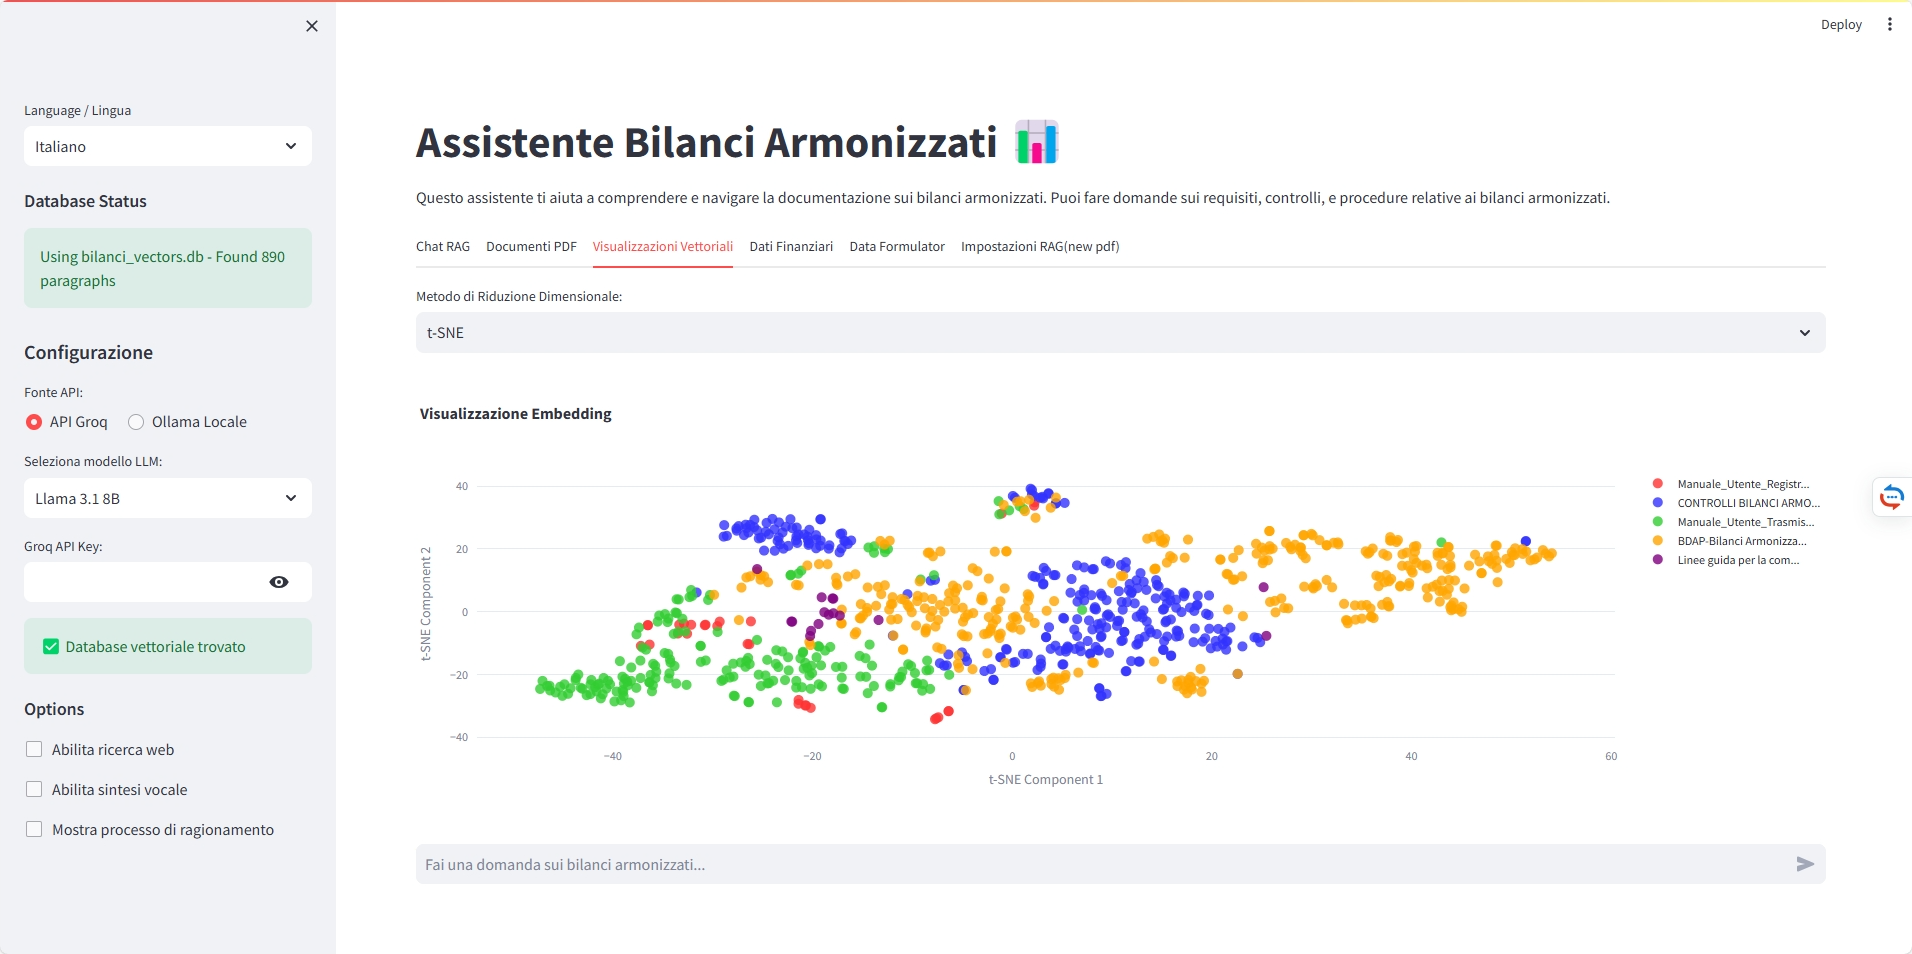 Deploy
Language / Lingua
Italiano
Database Status
Using bilanci_vectors.db - Found 890
paragraphs
Configurazione
Fonte API:
API Groq
Ollama Locale
Seleziona modello LLM:
Llama 3.1 8B
Groq API Key:
Database vettoriale trovato
Options
Abilita ricerca web
Abilita sintesi vocale
Mostra processo di ragionamento
Assistente Bilanci Armonizzati
Questo assistente ti aiuta a comprendere e navigare la documentazione sui bilanci armonizzati. Puoi fare domande sui requisiti, controlli, e procedure relative ai bilanci armonizzati.
Chat RAG Documenti PDF Visualizzazioni Vettoriali Dati Finanziari Data Formulator Impostazioni RAG(new pdf)
Metodo di Riduzione Dimensionale:
t-SNE
Visualizzazione Embedding
40
20
0
−20
−40
t-SNE Component 2
−40 −20 0 20 40 60
t-SNE Component 1
Manuale_Utente_Registr...
CONTROLLI BILANCI ARMO...
Manuale_Utente_Trasmis...
BDAP-Bilanci Armonizza...
Linee guida per la com...
Fai una domanda sui bilanci armonizzati...